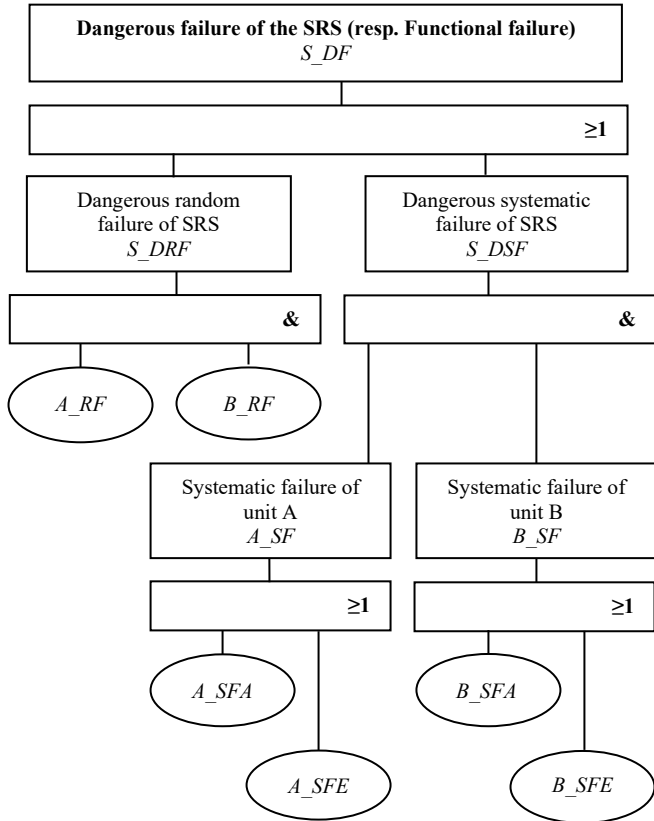 Dangerous failure of the SRS (resp. Functional failure)
S_DF
≥1
Dangerous random
failure of SRS
S_DRF
Dangerous systematic
failure of SRS
S_DSF
&
&
A_RF
B_RF
Systematic failure of
unit A
A_SF
Systematic failure of
unit B
B_SF
≥1
≥1
A_SFA
B_SFA
A_SFE
B_SFE